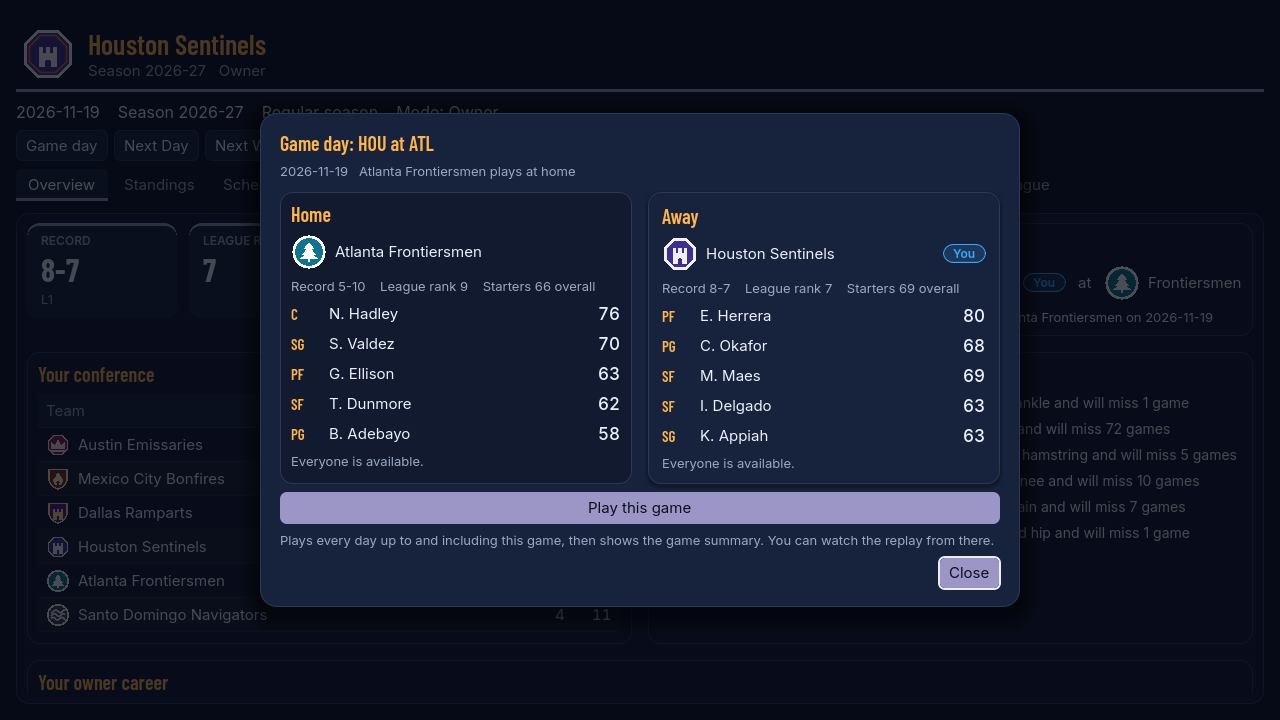 Houston Sentinels
Season 2026-27 Owner
2026-11-19 Season 2026-27 Regular season Mode: Owner
Game day Next Day Next
Overview Standings
RECORD
8-7
L1
LEAGUE
7
You at Frontiersmen
Frontiersmen on 2026-11-19
Your conference
Team
Austin Emissaries
Mexico City Bonfires
Dallas Ramparts
Houston Sentinels
Atlanta Frontiersmen
Santo Domingo Navigators 4 11
and will miss 1 game
and will miss 72 games
hamstring and will miss 5 games
and will miss 10 games
and will miss 7 games
hip and will miss 1 game
Your owner career
Game day: HOU at ATL
2026-11-19 Atlanta Frontiersmen plays at home
Home
Atlanta Frontiersmen
Record 5-10 League rank 9 Starters 66 overall
C N. Hadley 76
SG S. Valdez 70
PF G. Ellison 63
SF T. Dunmore 62
PG B. Adebayo 58
Everyone is available.
Away
Houston Sentinels You
Record 8-7 League rank 7 Starters 69 overall
PF E. Herrera 80
PG C. Okafor 68
SF M. Maes 69
SF I. Delgado 63
SG K. Appiah 63
Everyone is available.
Play this game
Plays every day up to and including this game, then shows the game summary. You can watch the replay from there.
Close